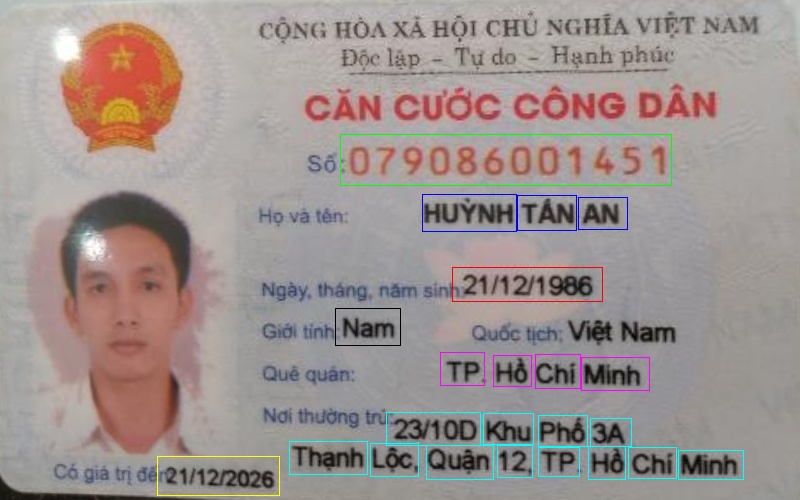 CỘNG HÒA XÃ HỘI CHỦ NGHĨA VIỆT NAM
Độc lập - Tự do - Hạnh phúc
CĂN CƯỚC CÔNG DÂN
Số: 079086001451
Họ và tên: HUỲNH TẤN AN
Ngày, tháng, năm sinh: 21/12/1986
Giới tính: Nam Quốc tịch: Việt Nam
Quê quán: TP. Hồ Chí Minh
Nơi thường trú: 23/10D Khu Phố 3A
Thạnh Lộc, Quận 12, TP. Hồ Chí Minh
Có giá trị đến 21/12/2026